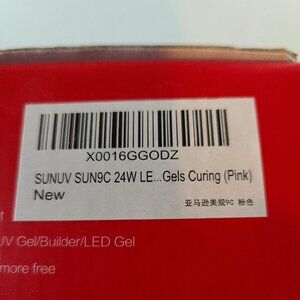 X0016GGODZ
SUNUV SUN9C 24W LE...Gels Curing (Pink)
New
亚马逊美规9C 粉色
UV Gel/Builder/LED Gel
more free